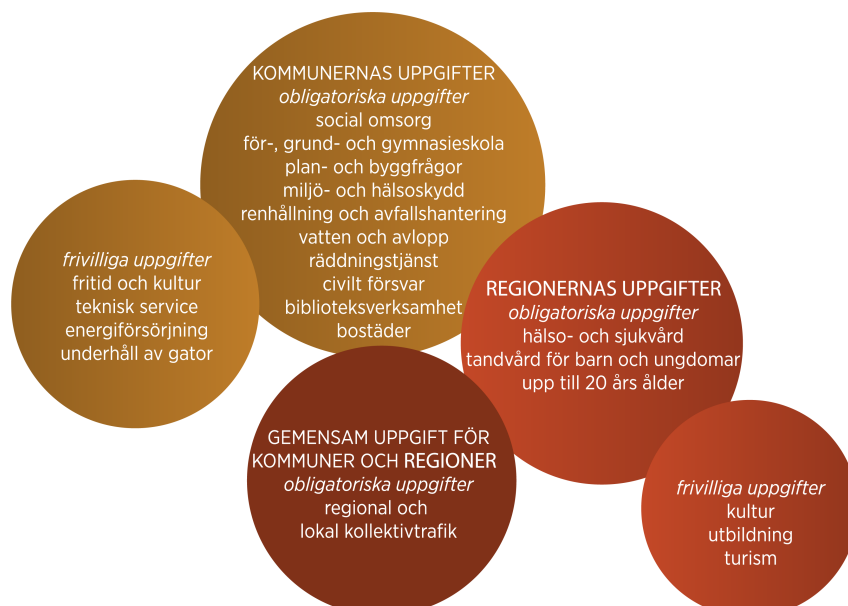 KOMMUNERNAS UPPGIFTER
obligatoriska uppgifter
social omsorg
för-, grund- och gymnasieskola
plan- och byggfrågor
miljö- och hälsoskydd
renhållning och avfallshantering
vatten och avlopp
räddningstjänst
civilt försvar
biblioteksverksamhet
bostäder
frivilliga uppgifter
fritid och kultur
teknisk service
energiförsörjning
underhåll av gator
REGIONERNAS UPPGIFTER
obligatoriska uppgifter
hälso- och sjukvård
tandvård för barn och ungdomar
upp till 20 års ålder
GEMENSAM UPPGIFT FÖR
KOMMUNER OCH REGIONER
obligatoriska uppgifter
regional och
lokal kollektivtrafik
frivilliga uppgifter
kultur
utbildning
turism